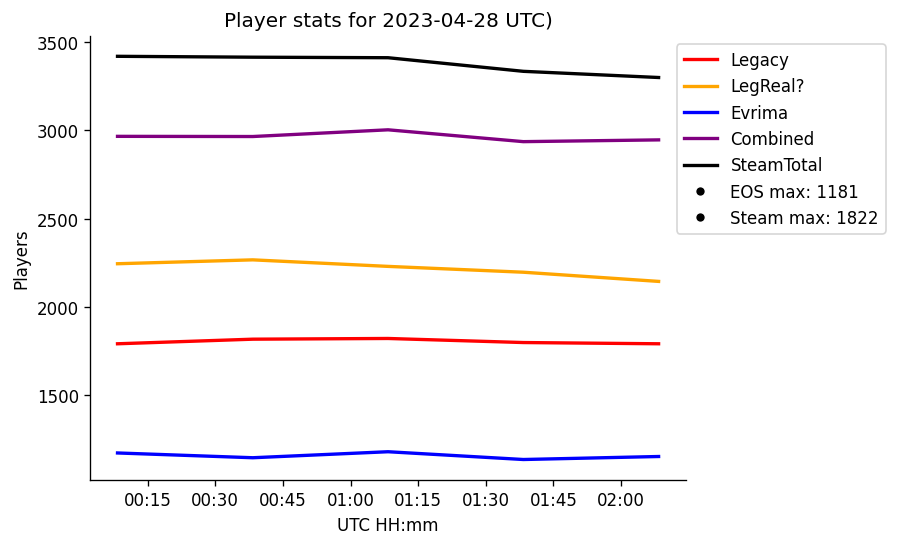 Player stats for 2023-04-28 UTC)
3500
3000
2500
2000
1500
Players
00:15 00:30 00:45 01:00 01:15 01:30 01:45 02:00
UTC HH:mm
Legacy
LegReal?
Evrima
Combined
SteamTotal
EOS max: 1181
Steam max: 1822